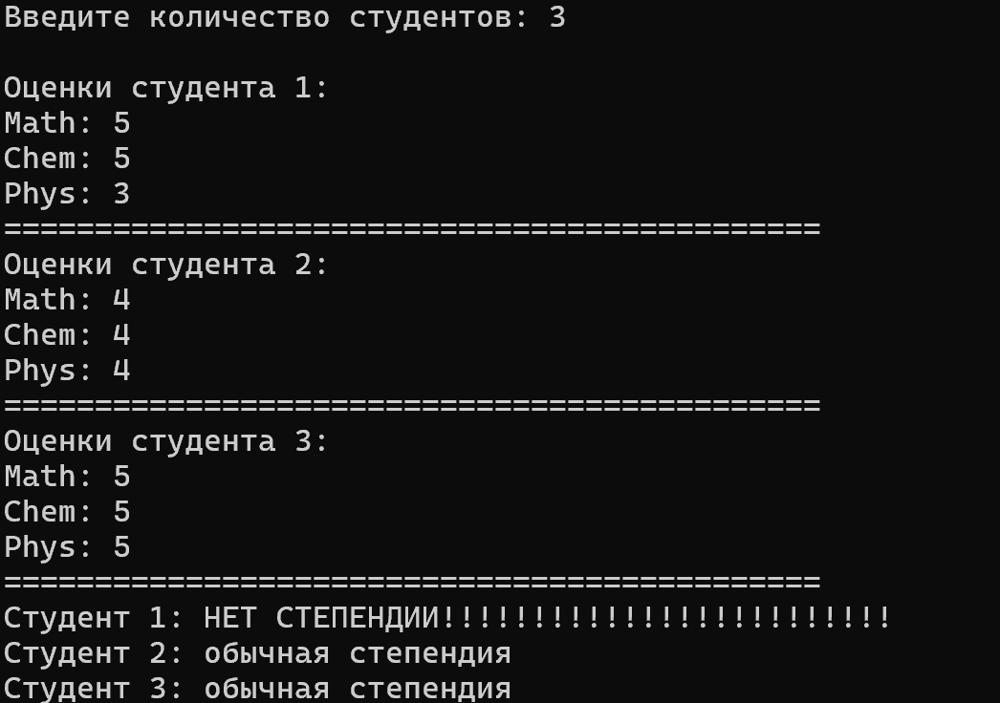 Введите количество студентов: 3
Оценки студента 1:
Math: 5
Chem: 5
Phys: 3
=============================================
Оценки студента 2:
Math: 4
Chem: 4
Phys: 4
=============================================
Оценки студента 3:
Math: 5
Chem: 5
Phys: 5
=============================================
Студент 1: НЕТ СТЕПЕНДИИ!!!!!!!!!!!!!!!!!!!!!!!!!
Студент 2: обычная степендия
Студент 3: обычная степендия